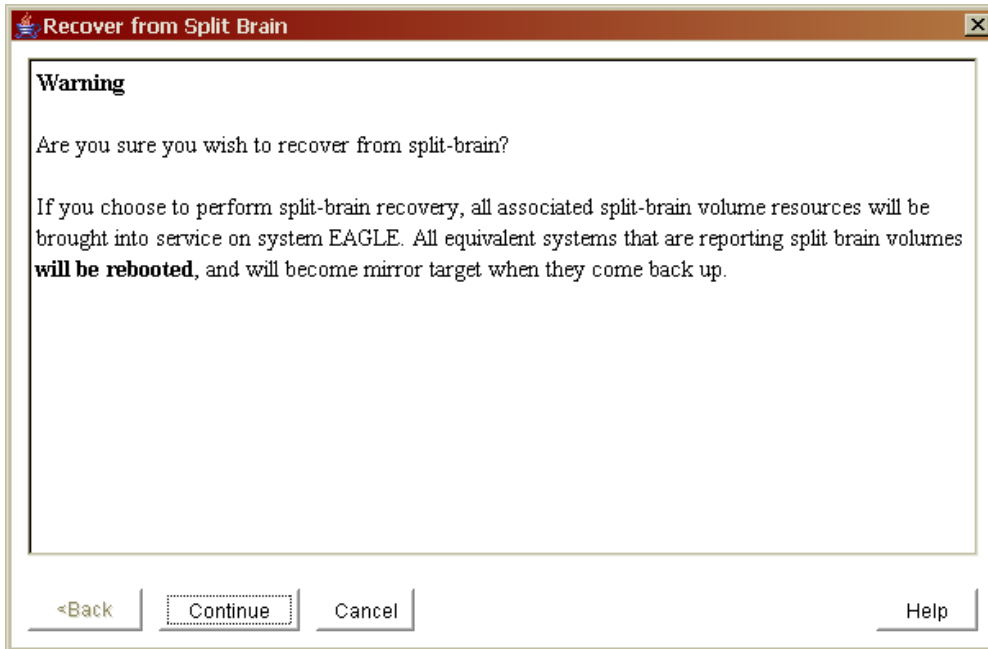 Recover from Split Brain
Warning
Are you sure you wish to recover from split-brain?
If you choose to perform split-brain recovery, all associated split-brain volume resources will be
brought into service on system EAGLE. All equivalent systems that are reporting split brain volumes
will be rebooted, and will become mirror target when they come back up.
<Back Continue Cancel Help